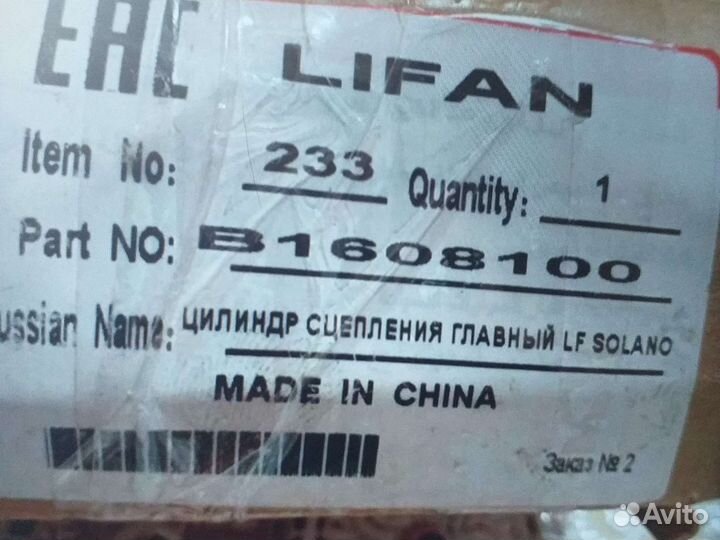 EAC LIFAN
Item No: 233 Quantity: 1
Part NO: B1608100
ussian Name: ЦИЛИНДР СЦЕПЛЕНИЯ ГЛАВНЫЙ LF SOLANO
MADE IN CHINA
Заказ № 2
Avito